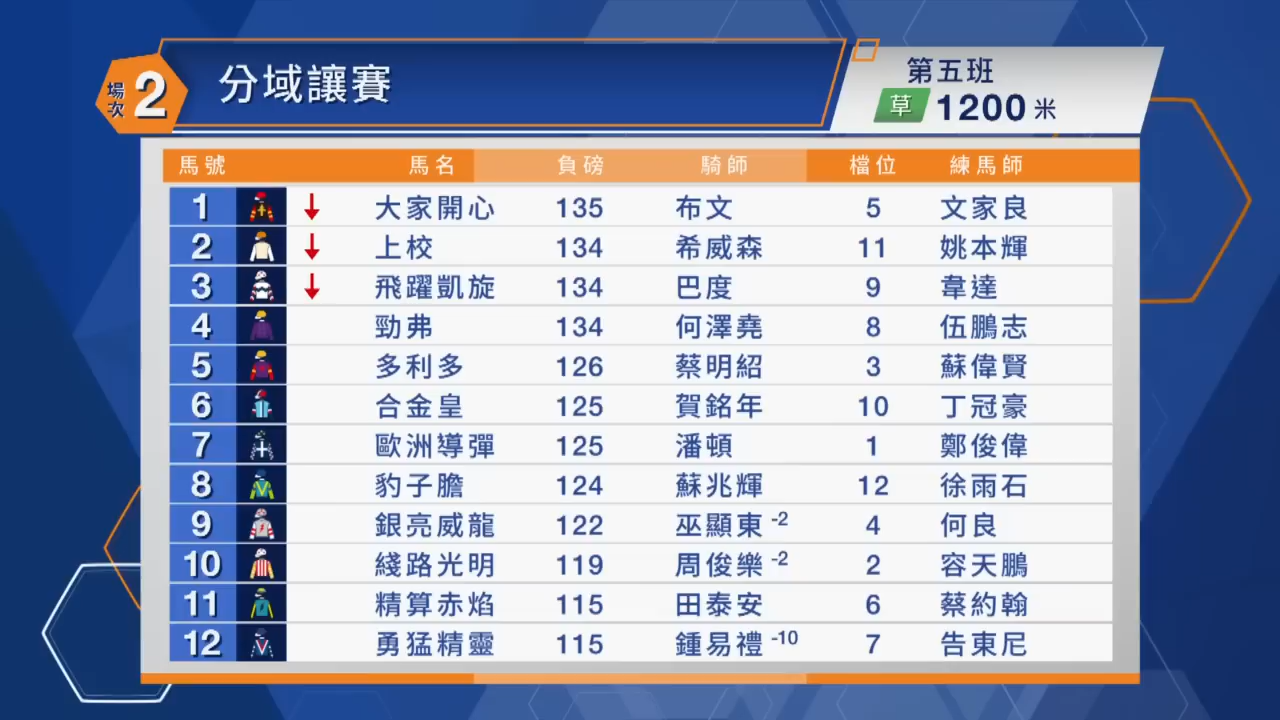 場次 2 分域讓賽
第五班
草 1200 米
馬號 馬名 負磅 騎師 檔位 練馬師
1 大家開心 135 布文 5 文家良
2 上校 134 希威森 11 姚本輝
3 飛躍凱旋 134 巴度 9 韋達
4 勁弗 134 何澤堯 8 伍鵬志
5 多利多 126 蔡明紹 3 蘇偉賢
6 合金皇 125 賀銘年 10 丁冠豪
7 歐洲導彈 125 潘頓 1 鄭俊偉
8 豹子膽 124 蘇兆輝 12 徐雨石
9 銀亮威龍 122 巫顯東 -2 4 何良
10 綫路光明 119 周俊樂 -2 2 容天鵬
11 精算赤焰 115 田泰安 6 蔡約翰
12 勇猛精靈 115 鍾易禮 -10 7 告東尼